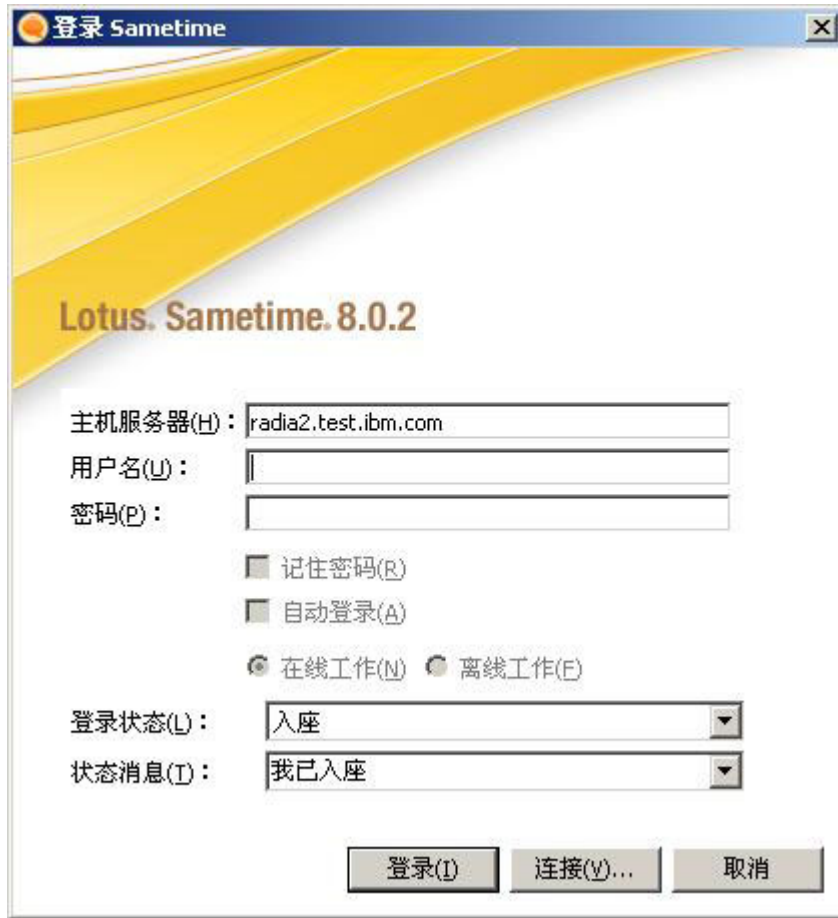 登录 Sametime
Lotus. Sametime. 8.0.2
主机服务器(H)：radia2.test.ibm.com
用户名(U)：
密码(P)：
记住密码(R)
自动登录(A)
在线工作(N) 离线工作(F)
登录状态(L)：入座
状态消息(T)：我已入座
登录(I) 连接(V)... 取消